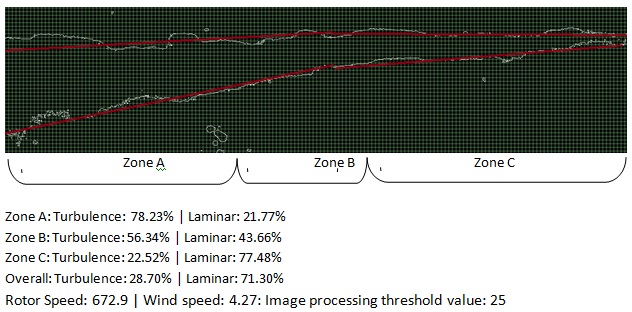 Zone A Zone B Zone C
Zone A: Turbulence: 78.23% | Laminar: 21.77%
Zone B: Turbulence: 56.34% | Laminar: 43.66%
Zone C: Turbulence: 22.52% | Laminar: 77.48%
Overall: Turbulence: 28.70% | Laminar: 71.30%
Rotor Speed: 672.9 | Wind speed: 4.27: Image processing threshold value: 25